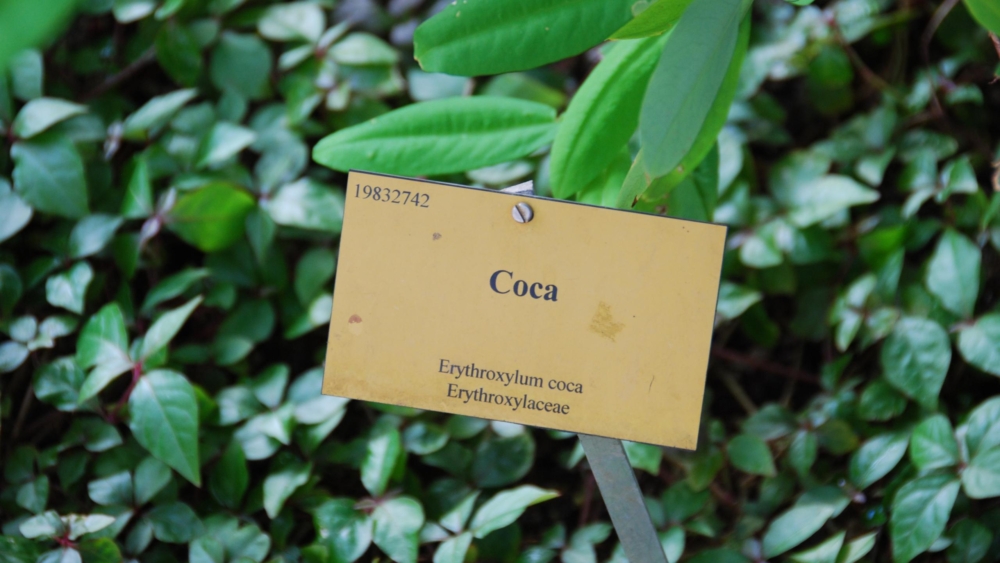 19832742
Coca
Erythroxylum coca
Erythroxylaceae